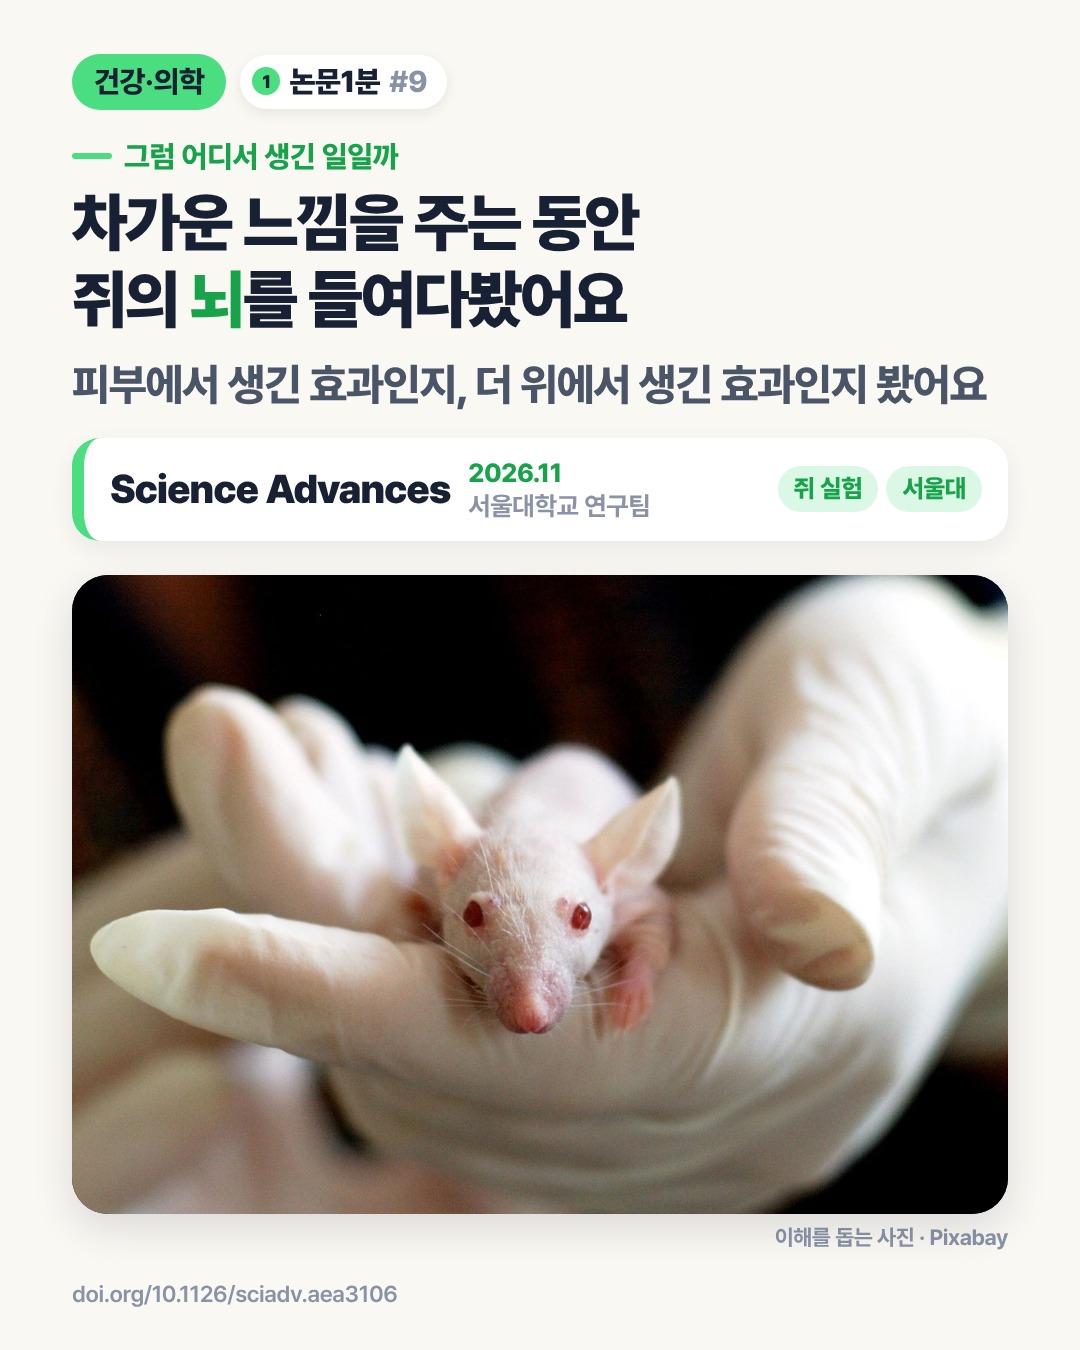 건강·의학
1 논문1분 #9
그럼 어디서 생긴 일일까
차가운 느낌을 주는 동안
쥐의 뇌를 들여다봤어요
피부에서 생긴 효과인지, 더 위에서 생긴 효과인지 봤어요
Science Advances
2026.11
서울대학교 연구팀
쥐 실험
서울대
이해를 돕는 사진 · Pixabay
doi.org/10.1126/sciadv.aea3106